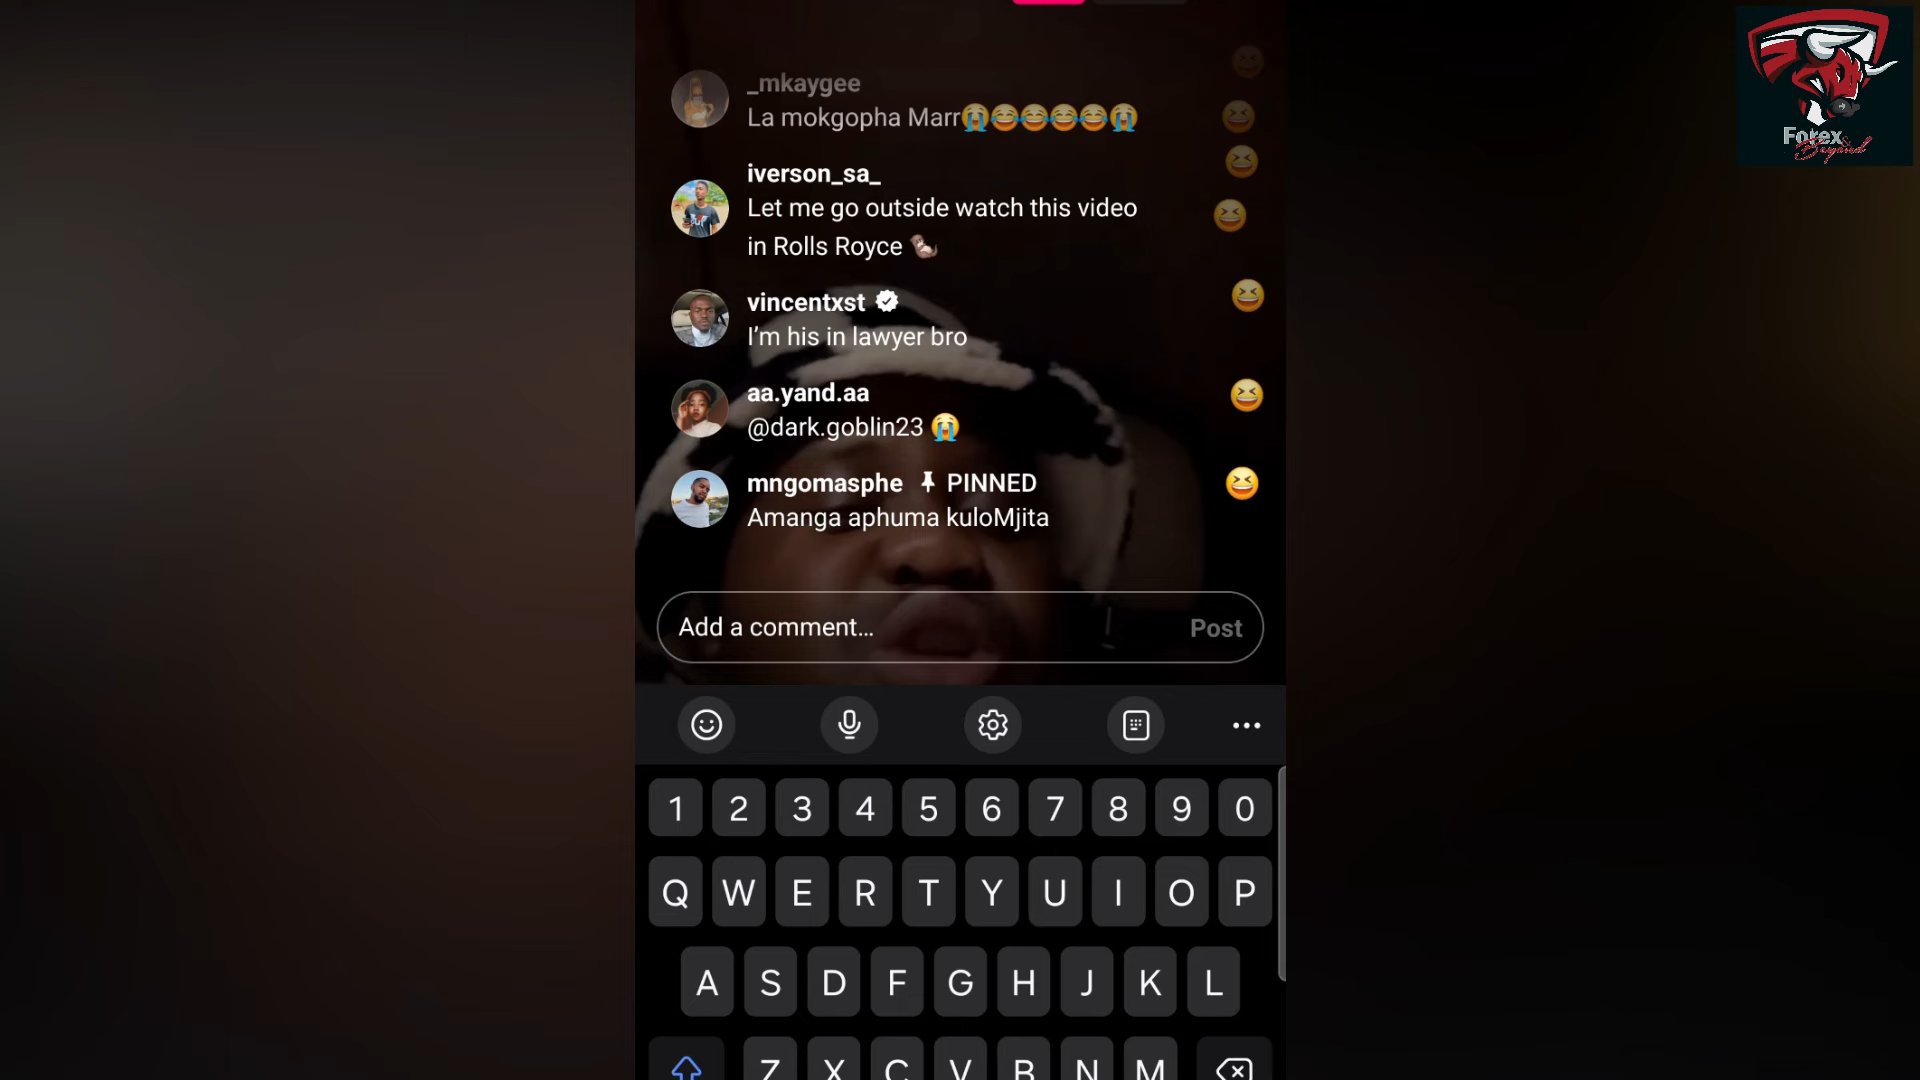 Forex &
Beyond
_mkaygee
La mokgopha Marr😭😂😂😂😂😭
iverson_sa_
Let me go outside watch this video
in Rolls Royce 🦦
vincentxst
I’m his in lawyer bro
aa.yand.aa
@dark.goblin23 😭
mngomasphe PINNED
Amanga aphuma kuloMjita
Add a comment… Post
1 2 3 4 5 6 7 8 9 0
Q W E R T Y U I O P
A S D F G H J K L
Z X C V B N M